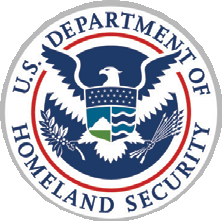 U.S. DEPARTMENT OF
HOMELAND SECURITY